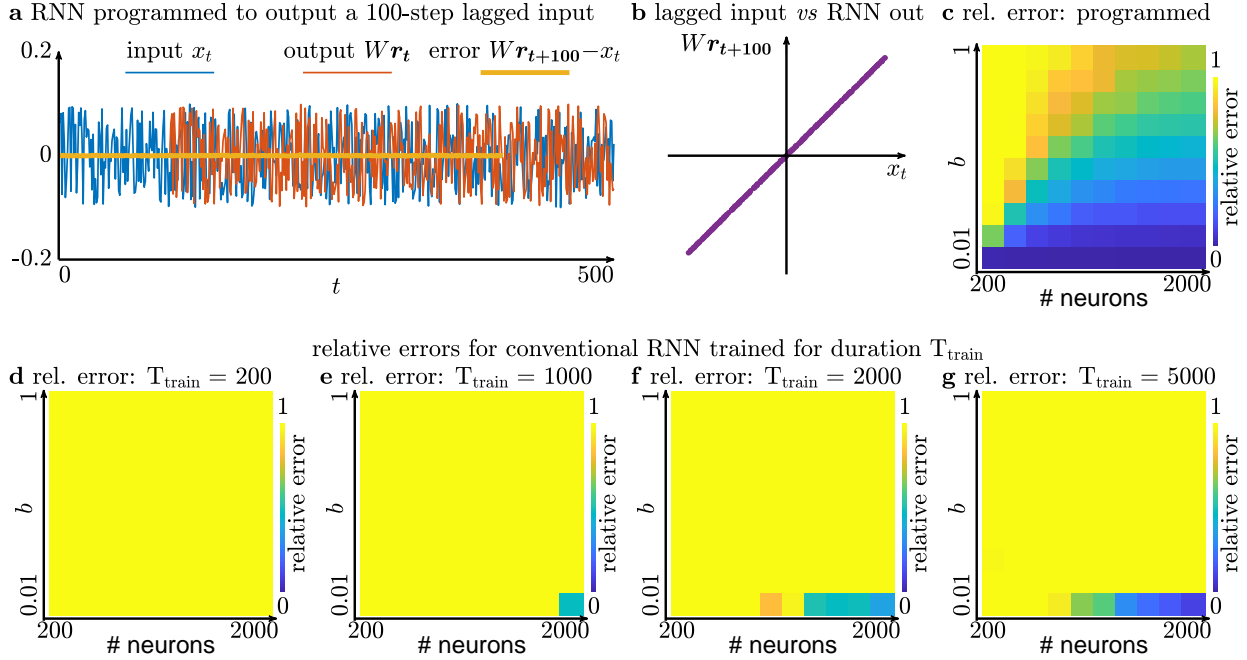 a RNN programmed to output a 100-step lagged input
input xₜ output Wrₜ error Wrₜ₊₁₀₀−xₜ
0.2
0
-0.2
0
500
t
b lagged input vs RNN out
Wrₜ₊₁₀₀
xₜ
c rel. error: programmed
1
b
0.01
200
2000
# neurons
1
relative error
0
relative errors for conventional RNN trained for duration T_train
d rel. error: T_train = 200
1
b
0.01
200
2000
# neurons
1
relative error
0
e rel. error: T_train = 1000
1
b
0.01
200
2000
# neurons
1
relative error
0
f rel. error: T_train = 2000
1
b
0.01
200
2000
# neurons
1
relative error
0
g rel. error: T_train = 5000
1
b
0.01
200
2000
# neurons
1
relative error
0